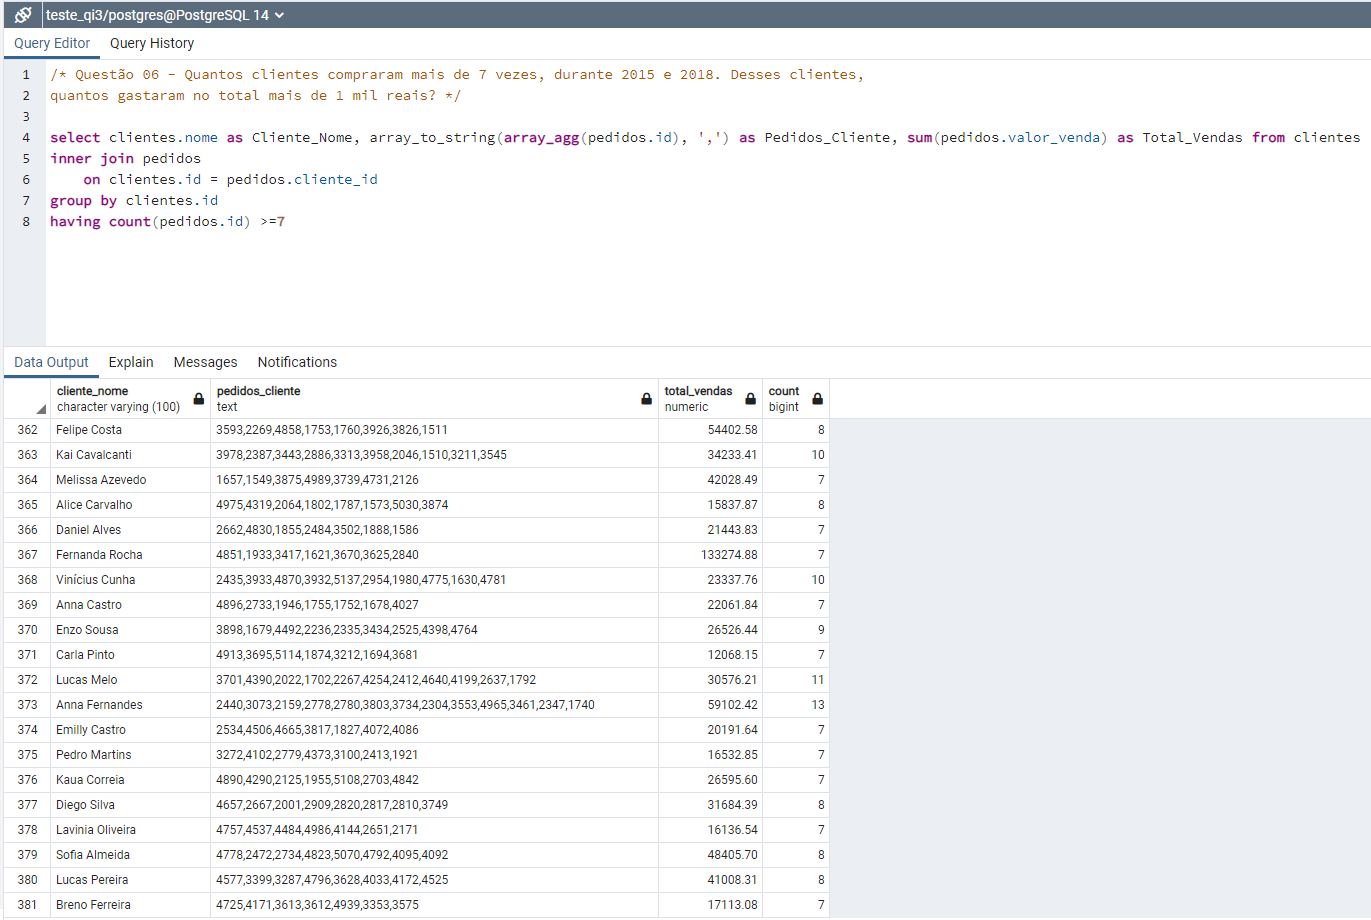 teste_qi3/postgres@PostgreSQL 14
Query Editor Query History
1 /* Questão 06 - Quantos clientes compraram mais de 7 vezes, durante 2015 e 2018. Desses clientes,
2 quantos gastaram no total mais de 1 mil reais? */
3
4 select clientes.nome as Cliente_Nome, array_to_string(array_agg(pedidos.id), ',') as Pedidos_Cliente, sum(pedidos.valor_venda) as Total_Vendas from clientes
5 inner join pedidos
6 on clientes.id = pedidos.cliente_id
7 group by clientes.id
8 having count(pedidos.id) >=7
Data Output Explain Messages Notifications
cliente_nome pedidos_cliente total_vendas count
character varying (100) text numeric bigint
362 Felipe Costa 3593,2269,4858,1753,1760,3926,3826,1511 54402.58 8
363 Kai Cavalcanti 3978,2387,3443,2886,3313,3958,2046,1510,3211,3545 34233.41 10
364 Melissa Azevedo 1657,1549,3875,4989,3739,4731,2126 42028.49 7
365 Alice Carvalho 4975,4319,2064,1802,1787,1573,5030,3874 15837.87 8
366 Daniel Alves 2662,4830,1855,2484,3502,1888,1586 21443.83 7
367 Fernanda Rocha 4851,1933,3417,1621,3670,3625,2840 133274.88 7
368 Vinícius Cunha 2435,3933,4870,3932,5137,2954,1980,4775,1630,4781 23337.76 10
369 Anna Castro 4896,2733,1946,1755,1752,1678,4027 22061.84 7
370 Enzo Sousa 3898,1679,4492,2236,2335,3434,2525,4398,4764 26526.44 9
371 Carla Pinto 4913,3695,5114,1874,3212,1694,3681 12068.15 7
372 Lucas Melo 3701,4390,2022,1702,2267,4254,2412,4640,4199,2637,1792 30576.21 11
373 Anna Fernandes 2440,3073,2159,2778,2780,3803,3734,2304,3553,4965,3461,2347,1740 59102.42 13
374 Emilly Castro 2534,4506,4665,3817,1827,4072,4086 20191.64 7
375 Pedro Martins 3272,4102,2779,4373,3100,2413,1921 16532.85 7
376 Kaua Correia 4890,4290,2125,1955,5108,2703,4842 26595.60 7
377 Diego Silva 4657,2667,2001,2909,2820,2817,2810,3749 31684.39 8
378 Lavinia Oliveira 4757,4537,4484,4986,4144,2651,2171 16136.54 7
379 Sofia Almeida 4778,2472,2734,4823,5070,4792,4095,4092 48405.70 8
380 Lucas Pereira 4577,3399,3287,4796,3628,4033,4172,4525 41008.31 8
381 Breno Ferreira 4725,4171,3613,3612,4939,3353,3575 17113.08 7